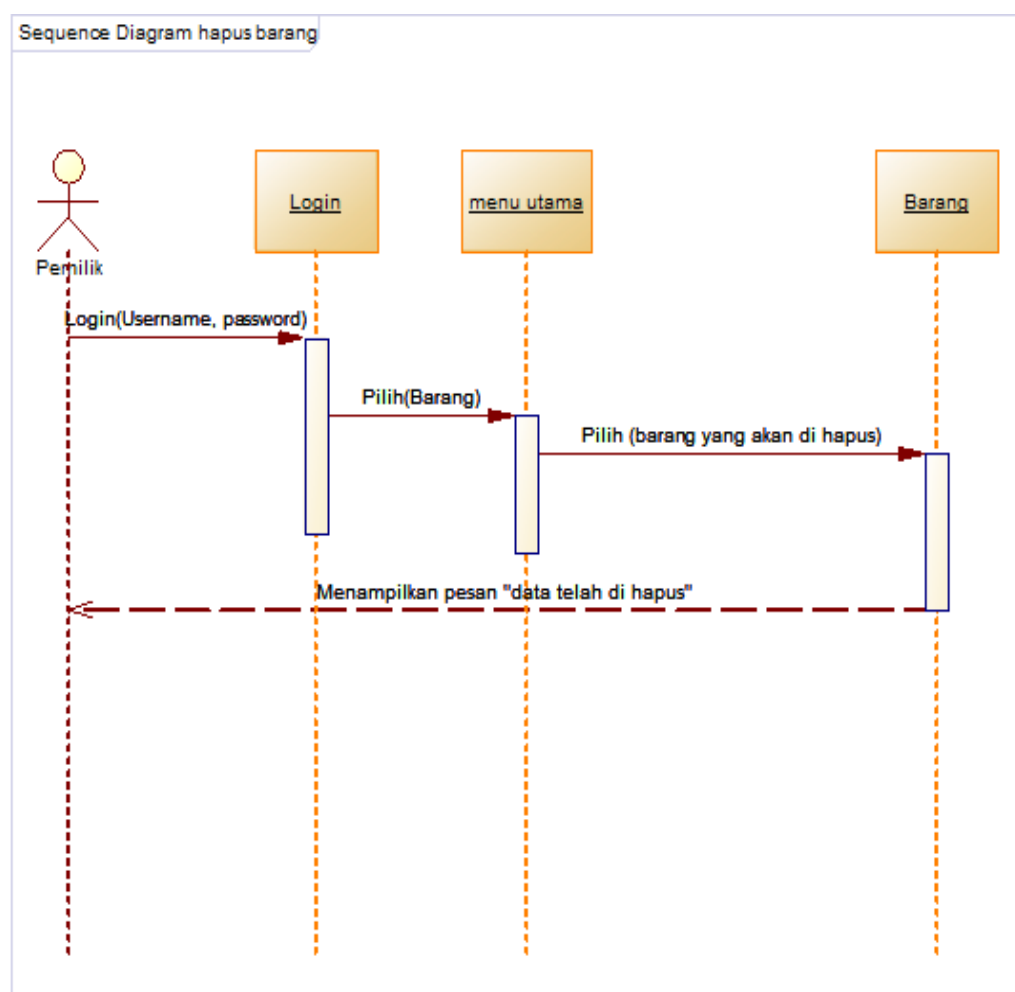 Sequence Diagram hapus barang
Login
menu utama
Barang
Pemilik
Login(Username, password)
Pilih(Barang)
Pilih (barang yang akan di hapus)
Menampilkan pesan "data telah di hapus"